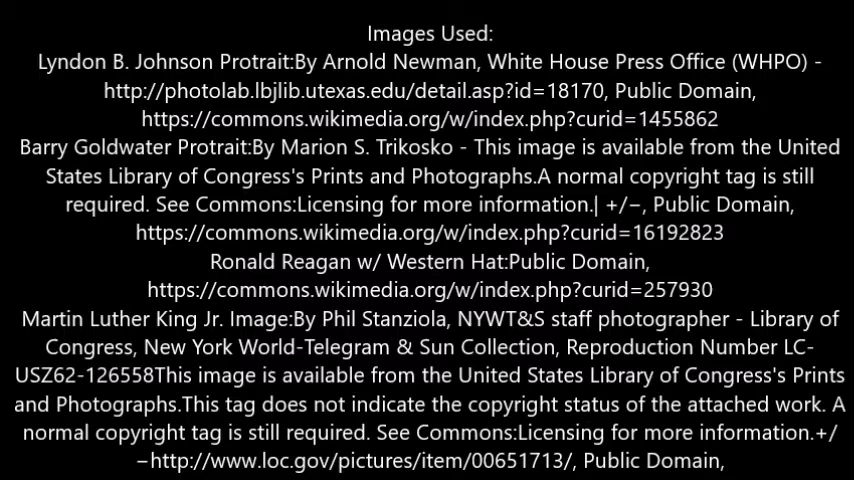 Images Used:
Lyndon B. Johnson Protrait:By Arnold Newman, White House Press Office (WHPO) -
http://photolab.lbjlib.utexas.edu/detail.asp?id=18170, Public Domain,
https://commons.wikimedia.org/w/index.php?curid=1455862
Barry Goldwater Protrait:By Marion S. Trikosko - This image is available from the United
States Library of Congress's Prints and Photographs.A normal copyright tag is still
required. See Commons:Licensing for more information.| +/−, Public Domain,
https://commons.wikimedia.org/w/index.php?curid=16192823
Ronald Reagan w/ Western Hat:Public Domain,
https://commons.wikimedia.org/w/index.php?curid=257930
Martin Luther King Jr. Image:By Phil Stanziola, NYWT&S staff photographer - Library of
Congress, New York World-Telegram & Sun Collection, Reproduction Number LC-
USZ62-126558This image is available from the United States Library of Congress's Prints
and Photographs.This tag does not indicate the copyright status of the attached work. A
normal copyright tag is still required. See Commons:Licensing for more information.+/
−http://www.loc.gov/pictures/item/00651713/, Public Domain,